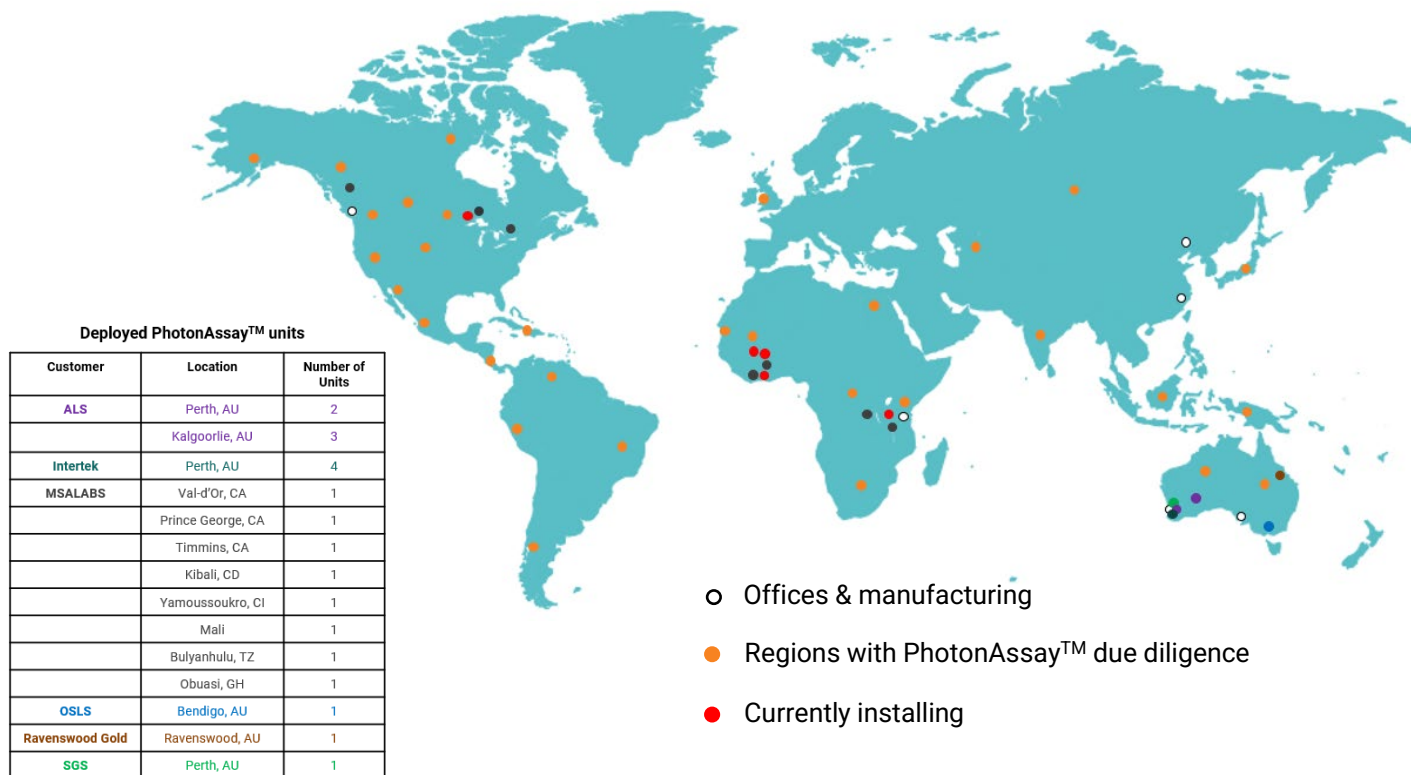 Deployed PhotonAssay™ units
Customer Location Number of
Units
ALS Perth, AU 2
Kalgoorlie, AU 3
Intertek Perth, AU 4
MSALABS Val-d’Or, CA 1
Prince George, CA 1
Timmins, CA 1
Kibali, CD 1
Yamoussoukro, CI 1
Mali 1
Bulyanhulu, TZ 1
Obuasi, GH 1
OSLS Bendigo, AU 1
Ravenswood Gold Ravenswood, AU 1
SGS Perth, AU 1
Offices & manufacturing
Regions with PhotonAssay™ due diligence
Currently installing